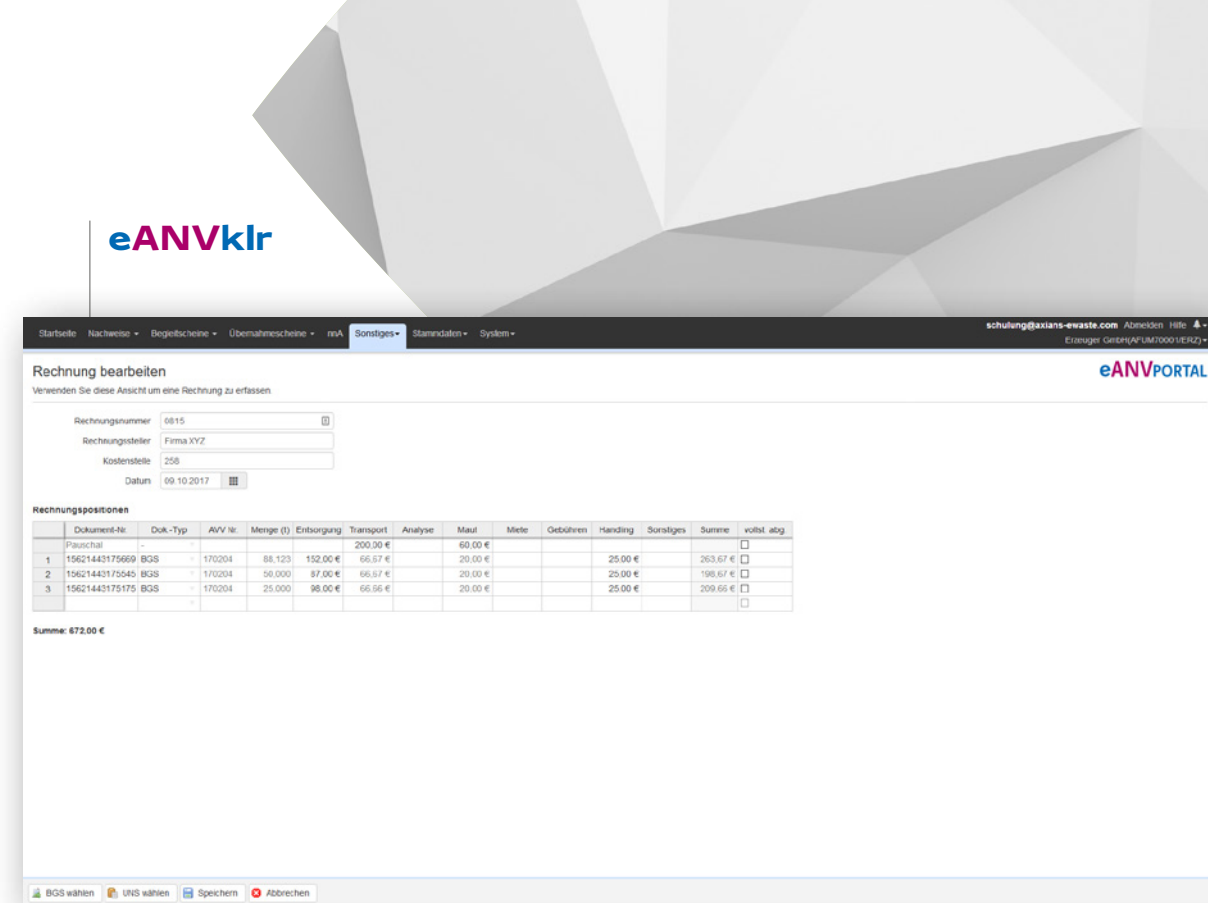 eANVklr
Startseite Nachweise Begleitscheine Übernahmescheine nnA Sonstiges Stammdaten System
schulung@axians-ewaste.com Abmelden Hilfe
Erzeuger GmbH(AFUM70001/ERZ)
Rechnung bearbeiten
eANVPORTAL
Verwenden Sie diese Ansicht um eine Rechnung zu erfassen
Rechnungsnummer 0815
Rechnungssteller Firma XYZ
Kostenstelle 258
Datum 09.10.2017
Rechnungspositionen
Dokument-Nr. Dok.-Typ AVV Nr. Menge (t) Entsorgung Transport Analyse Maut Miete Gebühren Handling Sonstiges Summe vollst. abg.
Pauschal - 200,00 € 60,00 €
1 15621443175669 BGS 170204 88,123 152,00 € 66,67 € 20,00 € 25.00 € 263,67 €
2 15621443175545 BGS 170204 50,000 87,00 € 66,67 € 20,00 € 25.00 € 198,67 €
3 15621443175175 BGS 170204 25,000 98,00 € 66,66 € 20,00 € 25.00 € 209,66 €
Summe: 672,00 €
BGS wählen UNS wählen Speichern Abbrechen